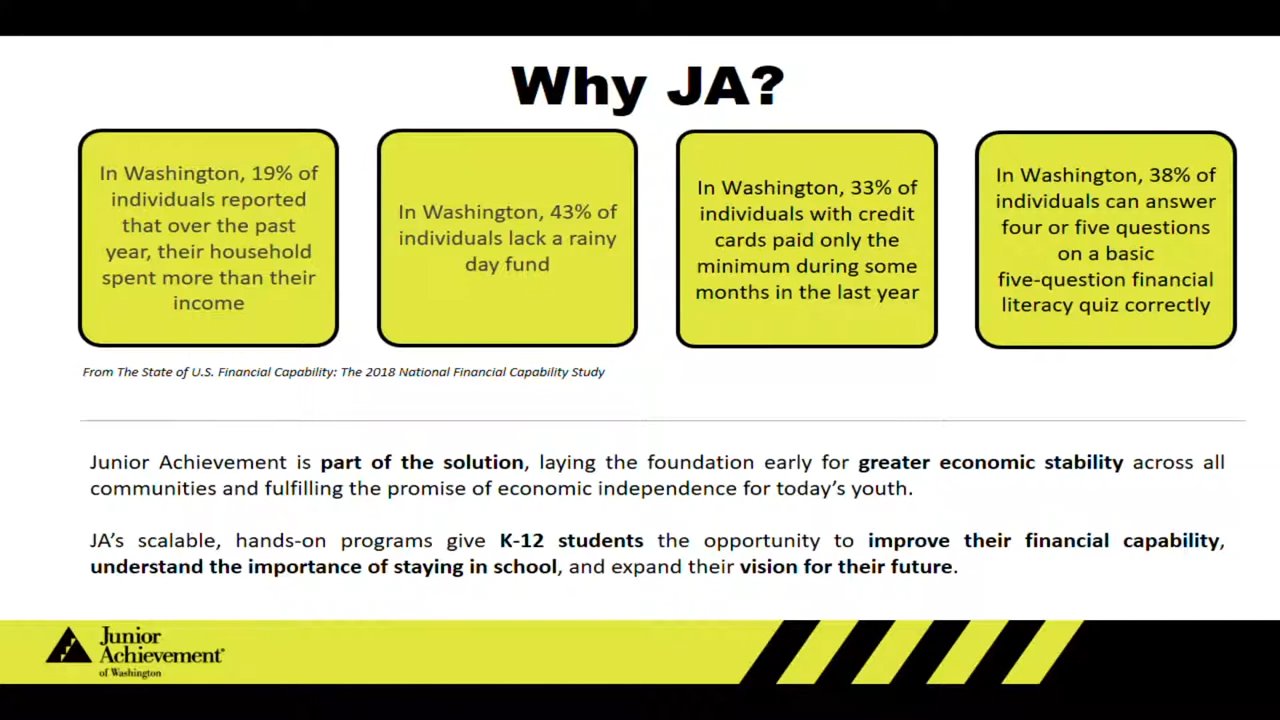 Why JA?
In Washington, 19% of
individuals reported
that over the past
year, their household
spent more than their
income
In Washington, 43% of
individuals lack a rainy
day fund
In Washington, 33% of
individuals with credit
cards paid only the
minimum during some
months in the last year
In Washington, 38% of
individuals can answer
four or five questions
on a basic
five-question financial
literacy quiz correctly
From The State of U.S. Financial Capability: The 2018 National Financial Capability Study
Junior Achievement is part of the solution, laying the foundation early for greater economic stability across all
communities and fulfilling the promise of economic independence for today’s youth.
JA’s scalable, hands-on programs give K-12 students the opportunity to improve their financial capability,
understand the importance of staying in school, and expand their vision for their future.
Junior
Achievement®
of Washington